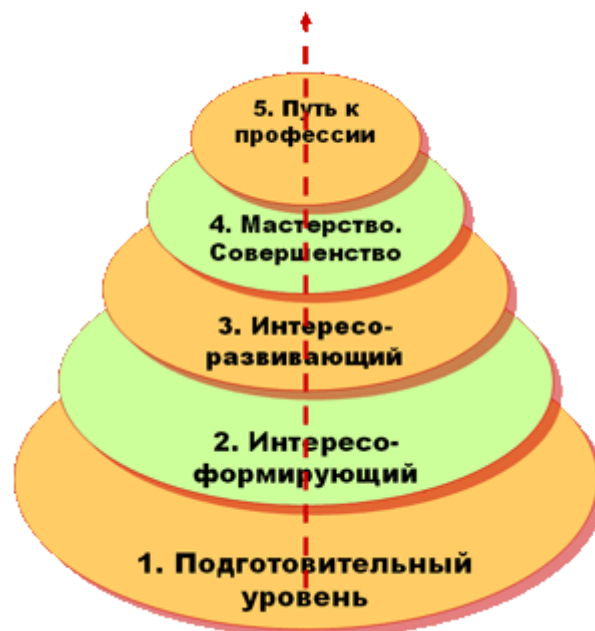 5. Путь к
профессии
4. Мастерство.
Совершенство
3. Интересо-
развивающий
2. Интересо-
формирующий
1. Подготовительный
уровень